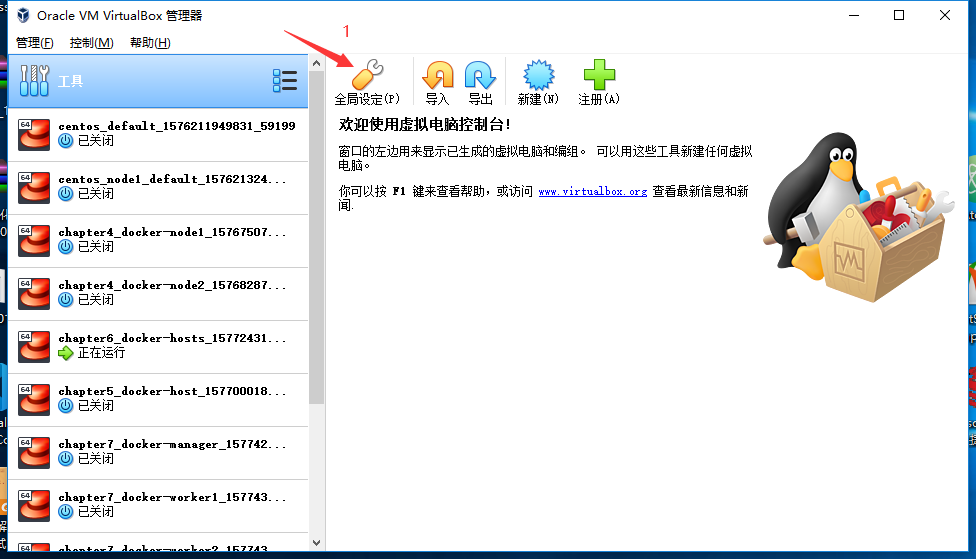 Oracle VM VirtualBox 管理器
管理(F) 控制(M) 帮助(H)
1
工具
全局设定(P) 导入 导出 新建(N) 注册(A)
centos_default_1576211949831_59199
已关闭
centos_node1_default_157621324...
已关闭
chapter4_docker-node1_15767507...
已关闭
chapter4_docker-node2_15768287...
已关闭
chapter6_docker-hosts_15772431...
正在运行
chapter5_docker-host_157700018...
已关闭
chapter7_docker-manager_157742...
已关闭
chapter7_docker-worker1_157743...
已关闭
chapter7_docker-worker2_157743...
欢迎使用虚拟电脑控制台!
窗口的左边用来显示已生成的虚拟电脑和编组。 可以用这些工具新建任何虚拟
电脑。
你可以按 F1 键来查看帮助，或访问 www.virtualbox.org 查看最新信息和新
闻.